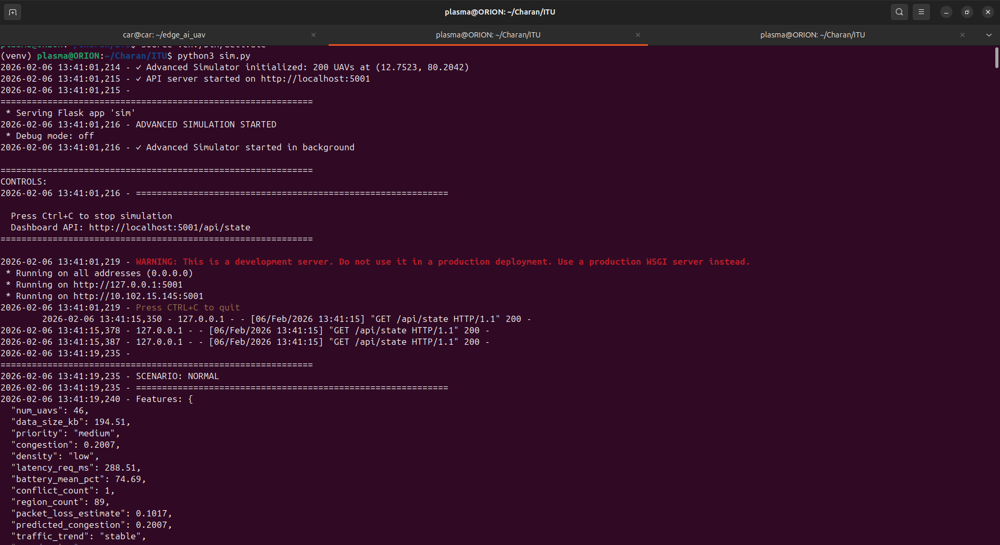 plasma@ORION: ~/Charan/ITU
car@car: ~/edge_ai_uav
plasma@ORION: ~/Charan/ITU
plasma@ORION: ~/Charan/ITU
(venv) plasma@ORION:~/Charan/ITU$ python3 sim.py
2026-02-06 13:41:01,214 - ✓ Advanced Simulator initialized: 200 UAVs at (12.7523, 80.2042)
2026-02-06 13:41:01,215 - ✓ API server started on http://localhost:5001
2026-02-06 13:41:01,215 -
============================================================
 * Serving Flask app 'sim'
2026-02-06 13:41:01,216 - ADVANCED SIMULATION STARTED
 * Debug mode: off
2026-02-06 13:41:01,216 - ✓ Advanced Simulator started in background
============================================================
CONTROLS:
2026-02-06 13:41:01,216 - ============================================================
  Press Ctrl+C to stop simulation
  Dashboard API: http://localhost:5001/api/state
============================================================
2026-02-06 13:41:01,219 - WARNING: This is a development server. Do not use it in a production deployment. Use a production WSGI server instead.
 * Running on all addresses (0.0.0.0)
 * Running on http://127.0.0.1:5001
 * Running on http://10.102.15.145:5001
2026-02-06 13:41:01,219 - Press CTRL+C to quit
        2026-02-06 13:41:15,350 - 127.0.0.1 - - [06/Feb/2026 13:41:15] "GET /api/state HTTP/1.1" 200 -
2026-02-06 13:41:15,378 - 127.0.0.1 - - [06/Feb/2026 13:41:15] "GET /api/state HTTP/1.1" 200 -
2026-02-06 13:41:15,387 - 127.0.0.1 - - [06/Feb/2026 13:41:15] "GET /api/state HTTP/1.1" 200 -
2026-02-06 13:41:19,235 -
============================================================
2026-02-06 13:41:19,235 - SCENARIO: NORMAL
2026-02-06 13:41:19,235 - ============================================================
2026-02-06 13:41:19,240 - Features: {
  "num_uavs": 46,
  "data_size_kb": 194.51,
  "priority": "medium",
  "congestion": 0.2007,
  "density": "low",
  "latency_req_ms": 288.51,
  "battery_mean_pct": 74.69,
  "conflict_count": 1,
  "region_count": 89,
  "packet_loss_estimate": 0.1017,
  "predicted_congestion": 0.2007,
  "traffic_trend": "stable",